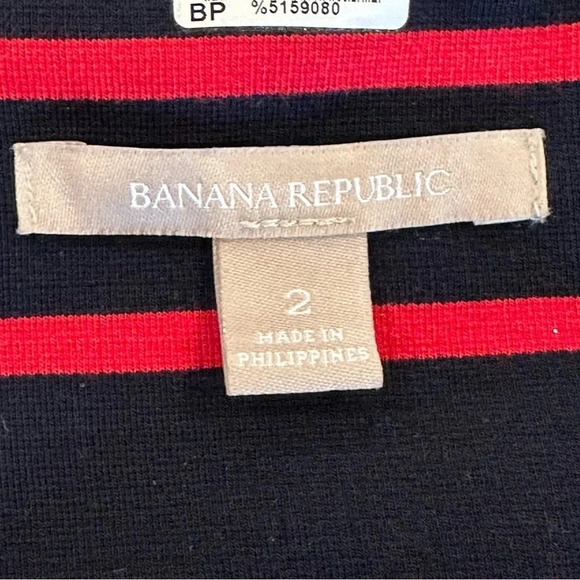 BP %5159080
BANANA REPUBLIC
2
MADE IN
PHILIPPINES